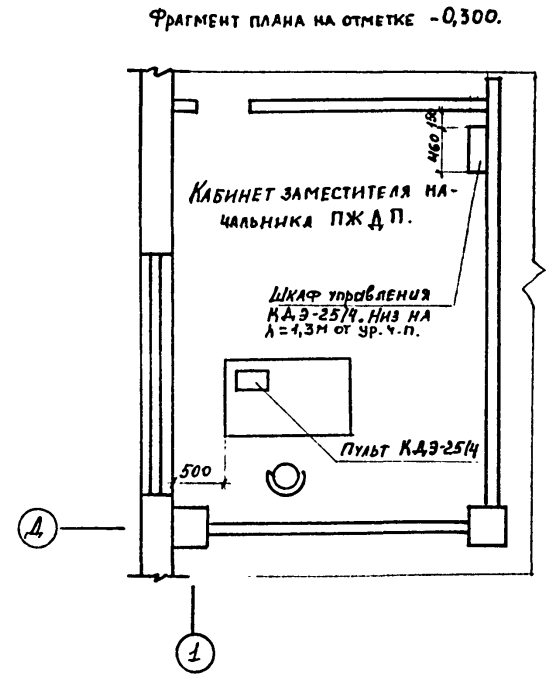 Фрагмент плана на отметке -0,300.
150
460
Кабинет заместителя на-
чальника ПЖДП.
Шкаф управления
КДЭ-25/4. Низ на
h=1,3м от ур.ч.п.
Пульт КДЭ-25/4
500
Д
1